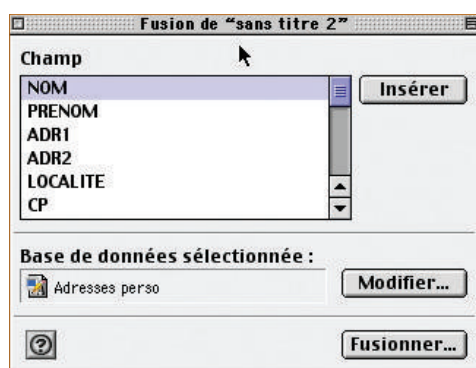 Fusion de “sans titre 2”
Champ
NOM
Insérer
PRENOM
ADR1
ADR2
LOCALITE
CP
Base de données sélectionnée :
Adresses perso
Modifier...
?
Fusionner...